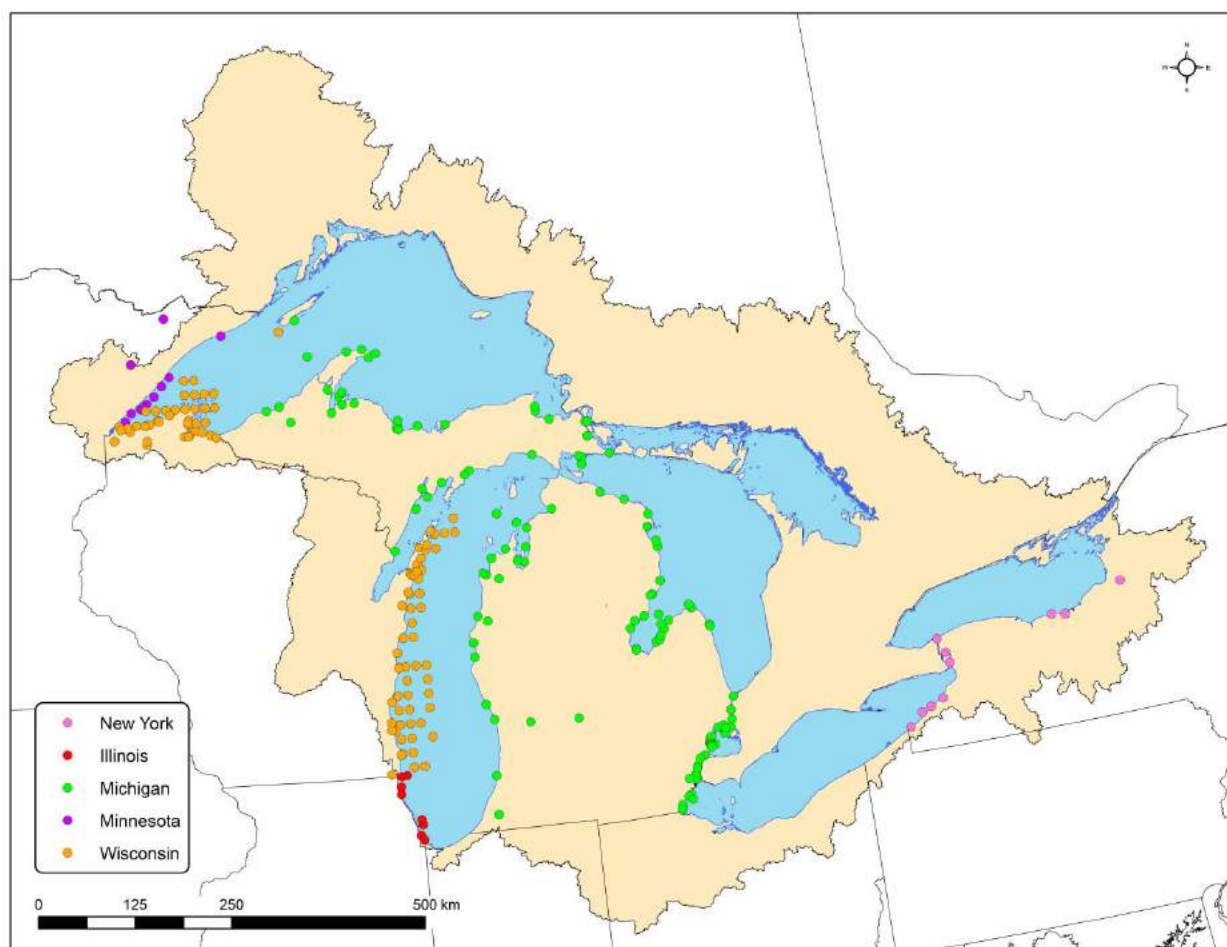 N
W E
S
New York
Illinois
Michigan
Minnesota
Wisconsin
0 125 250 500 km